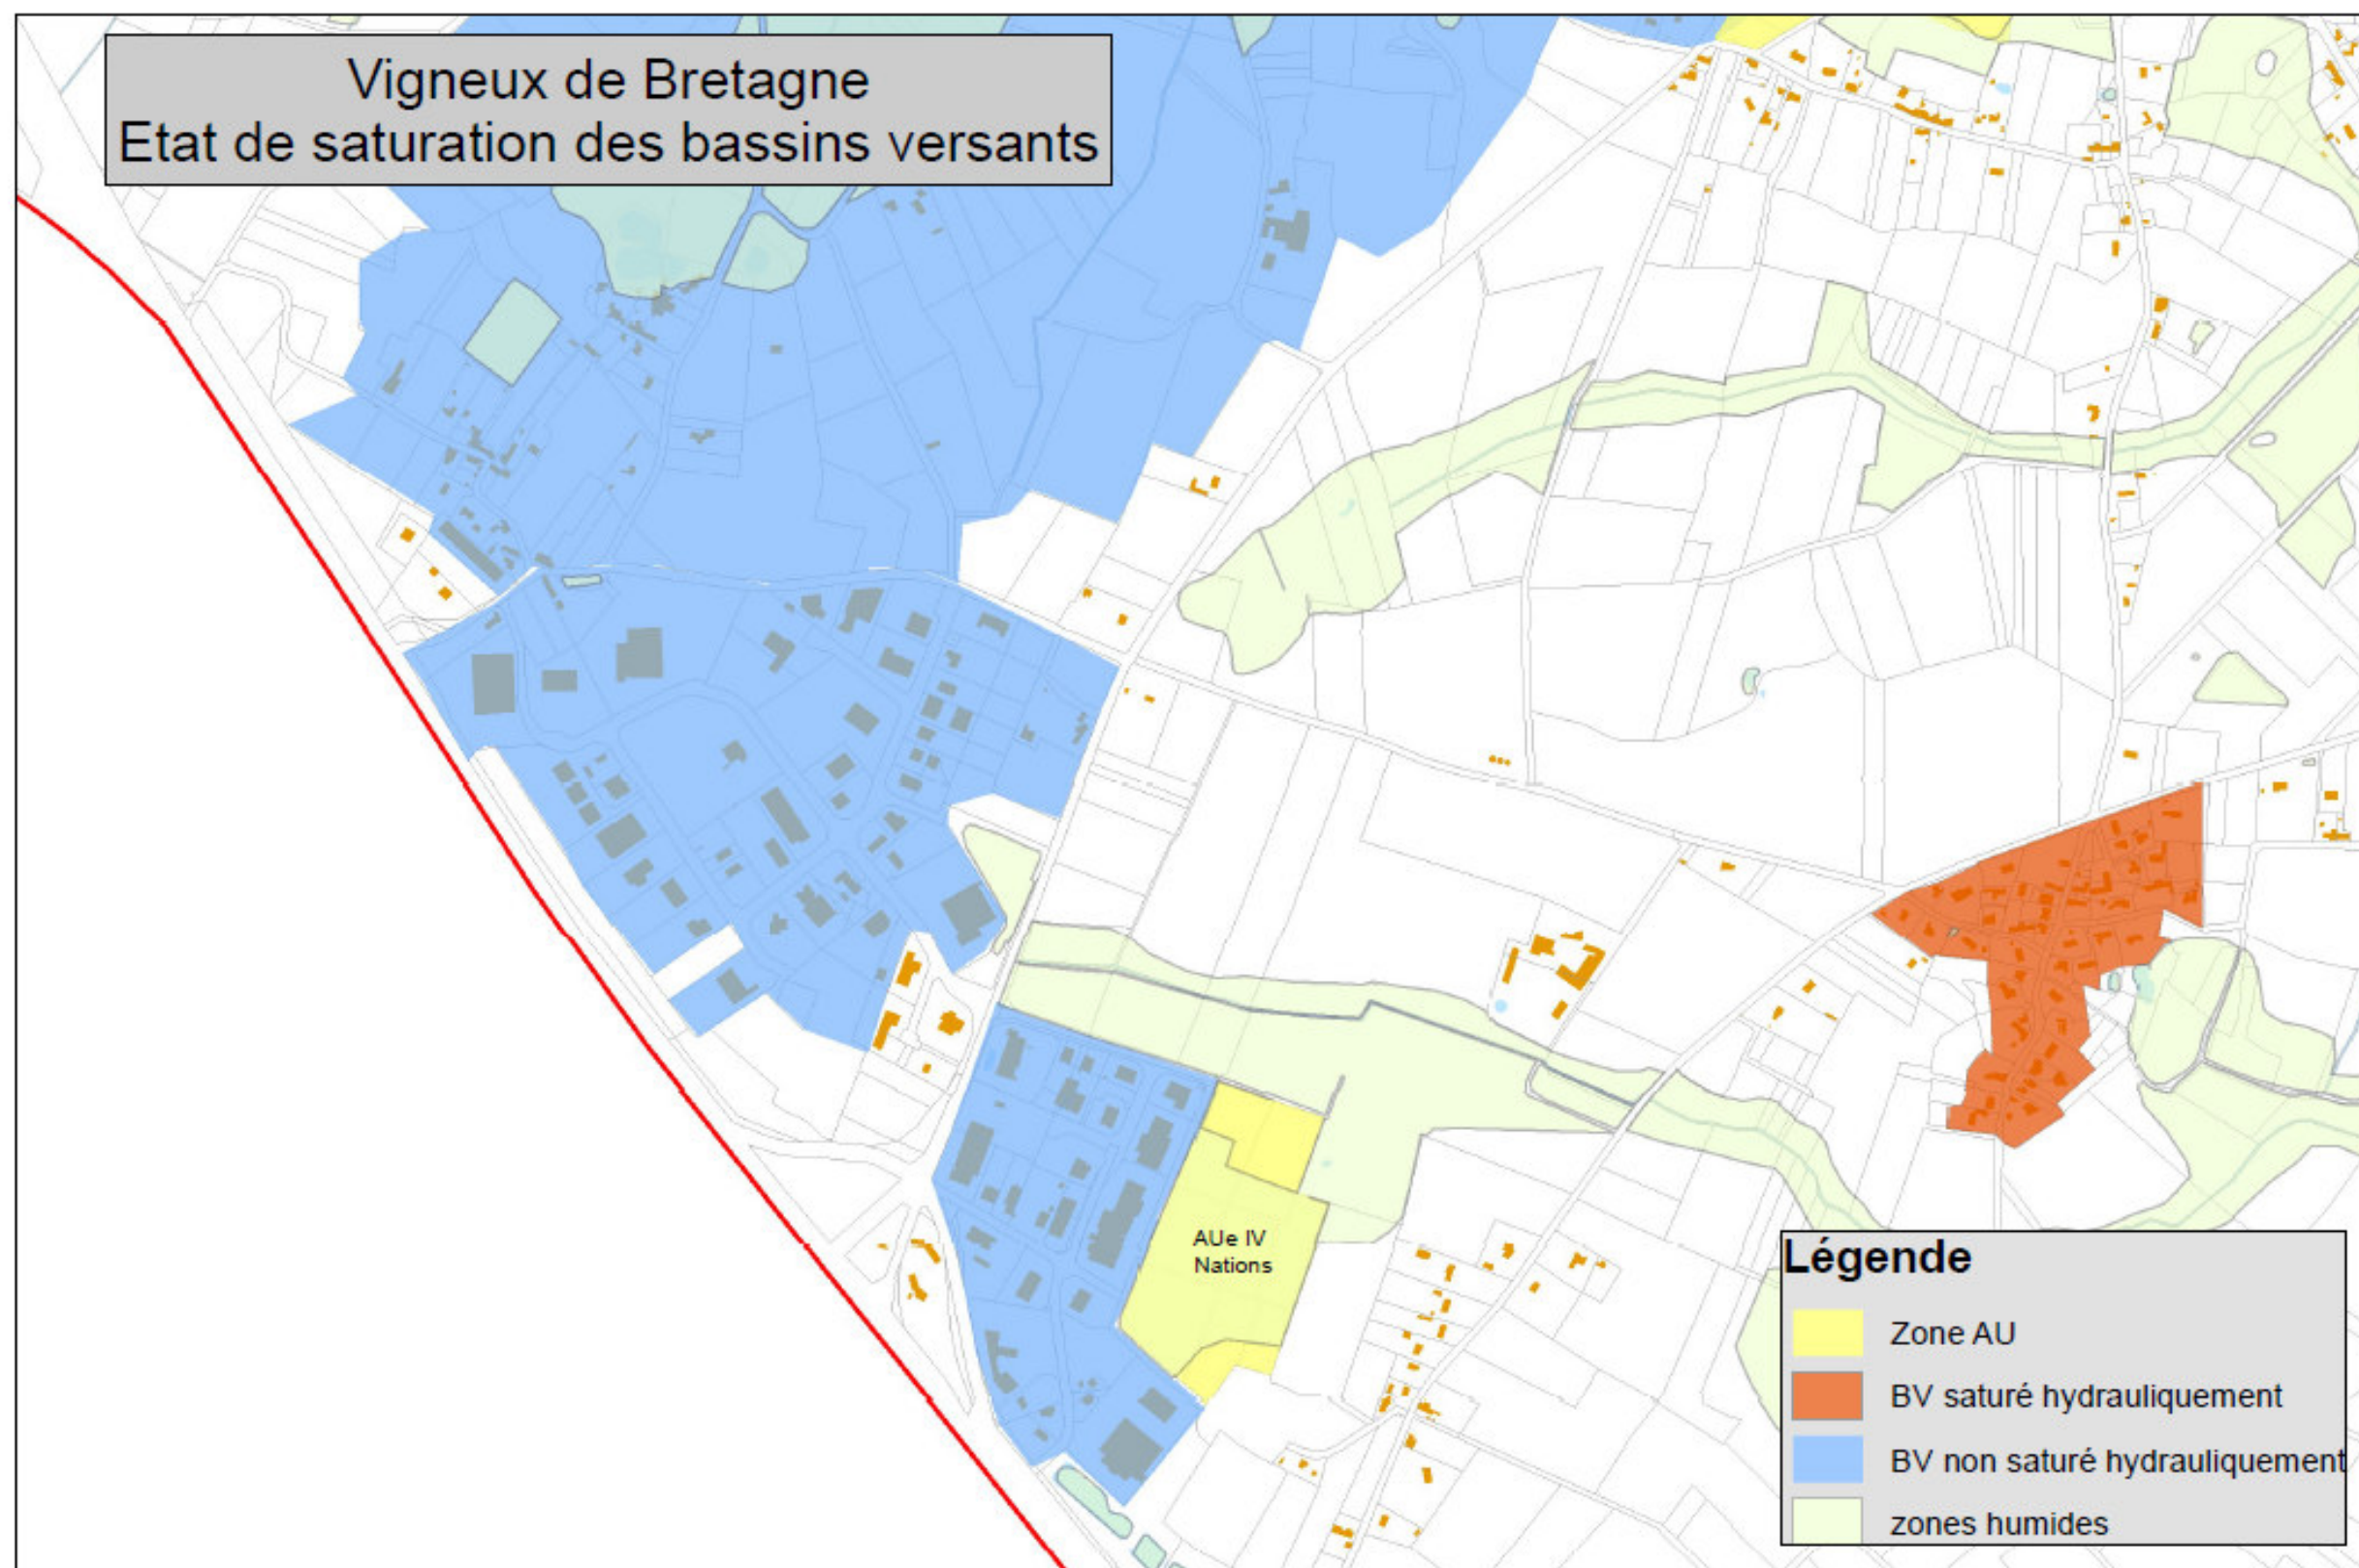 Vigneux de Bretagne
Etat de saturation des bassins versants
AUe IV
Nations
Légende
Zone AU
BV saturé hydrauliquement
BV non saturé hydrauliquement
zones humides